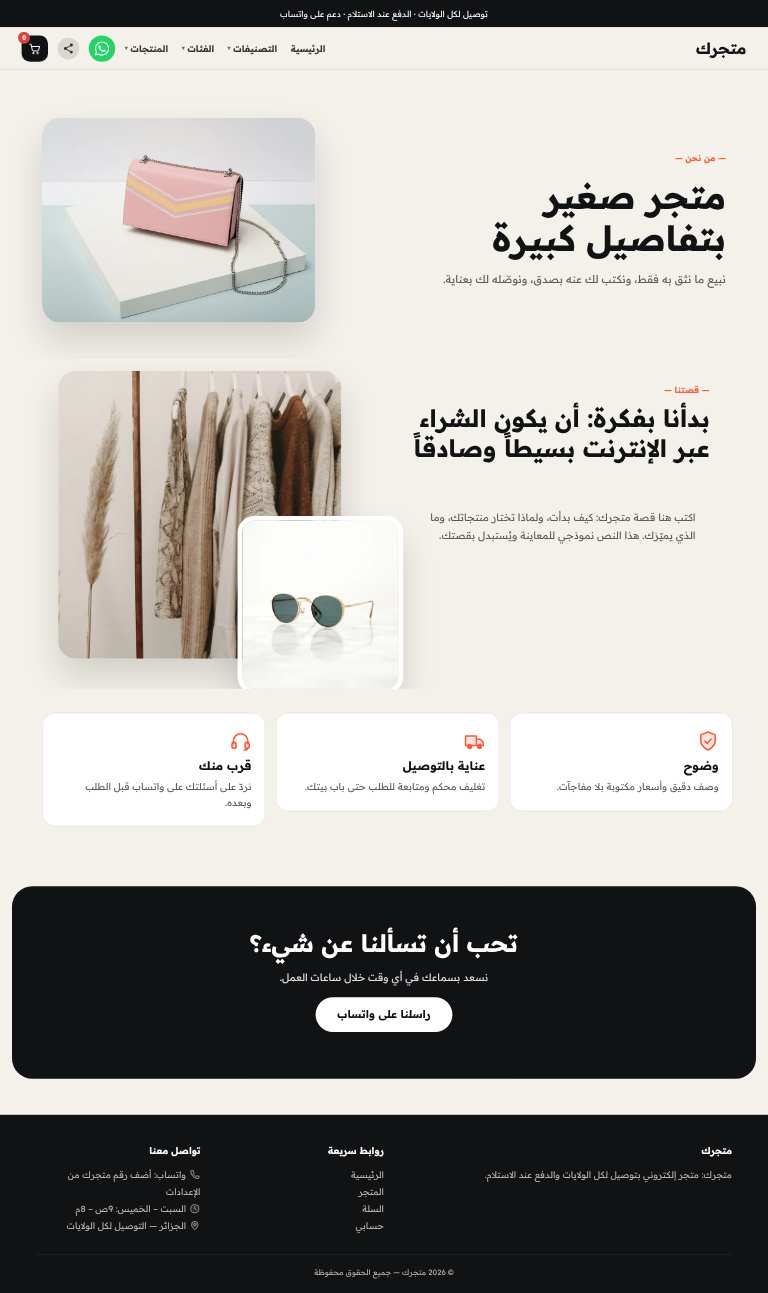 توصيل لكل الولايات · الدفع عند الاستلام · دعم على واتساب
متجرك
الرئيسية
التصنيفات
الفئات
المنتجات
0
— من نحن —
متجر صغير
بتفاصيل كبيرة
نبيع ما نثق به فقط، ونكتب لك عنه بصدق، ونوصّله لك بعناية.
— قصتنا —
بدأنا بفكرة: أن يكون الشراء
عبر الإنترنت بسيطاً وصادقاً
اكتب هنا قصة متجرك: كيف بدأت، ولماذا تختار منتجاتك، وما
الذي يميّزك. هذا النص نموذجي للمعاينة ويُستبدل بقصتك.
وضوح
وصف دقيق وأسعار مكتوبة بلا مفاجآت.
عناية بالتوصيل
تغليف محكم ومتابعة للطلب حتى باب بيتك.
قرب منك
نردّ على أسئلتك على واتساب قبل الطلب
وبعده.
تحب أن تسألنا عن شيء؟
نسعد بسماعك في أي وقت خلال ساعات العمل.
راسلنا على واتساب
متجرك
متجرك: متجر إلكتروني بتوصيل لكل الولايات والدفع عند الاستلام.
روابط سريعة
الرئيسية
المتجر
السلة
حسابي
تواصل معنا
واتساب: أضف رقم متجرك من
الإعدادات
السبت – الخميس: 9ص – 8م
الجزائر — التوصيل لكل الولايات
© 2026 متجرك — جميع الحقوق محفوظة